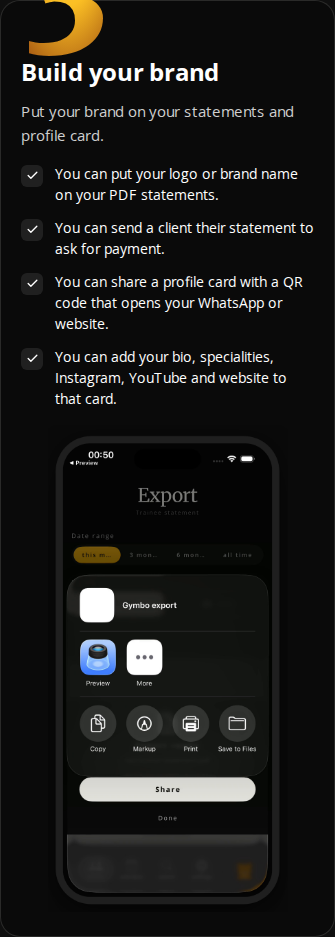 3
Build your brand
Put your brand on your statements and
profile card.
You can put your logo or brand name
on your PDF statements.
You can send a client their statement to
ask for payment.
You can share a profile card with a QR
code that opens your WhatsApp or
website.
You can add your bio, specialities,
Instagram, YouTube and website to
that card.
00:50
◀ Preview
Export
Trainee statement
Date range
this m... 3 mon... 6 mon... all time
Gymbo export
Preview More
Copy Markup Print Save to Files
Share
Done